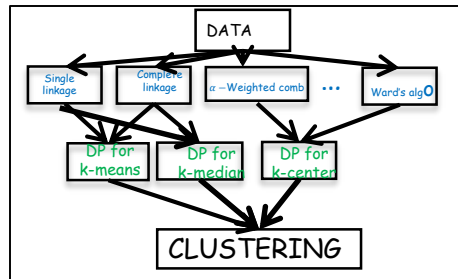 DATA
Single
linkage
Complete
linkage
α −Weighted comb
...
Ward's algO
DP for
k-means
DP for
k-median
DP for
k-center
CLUSTERING